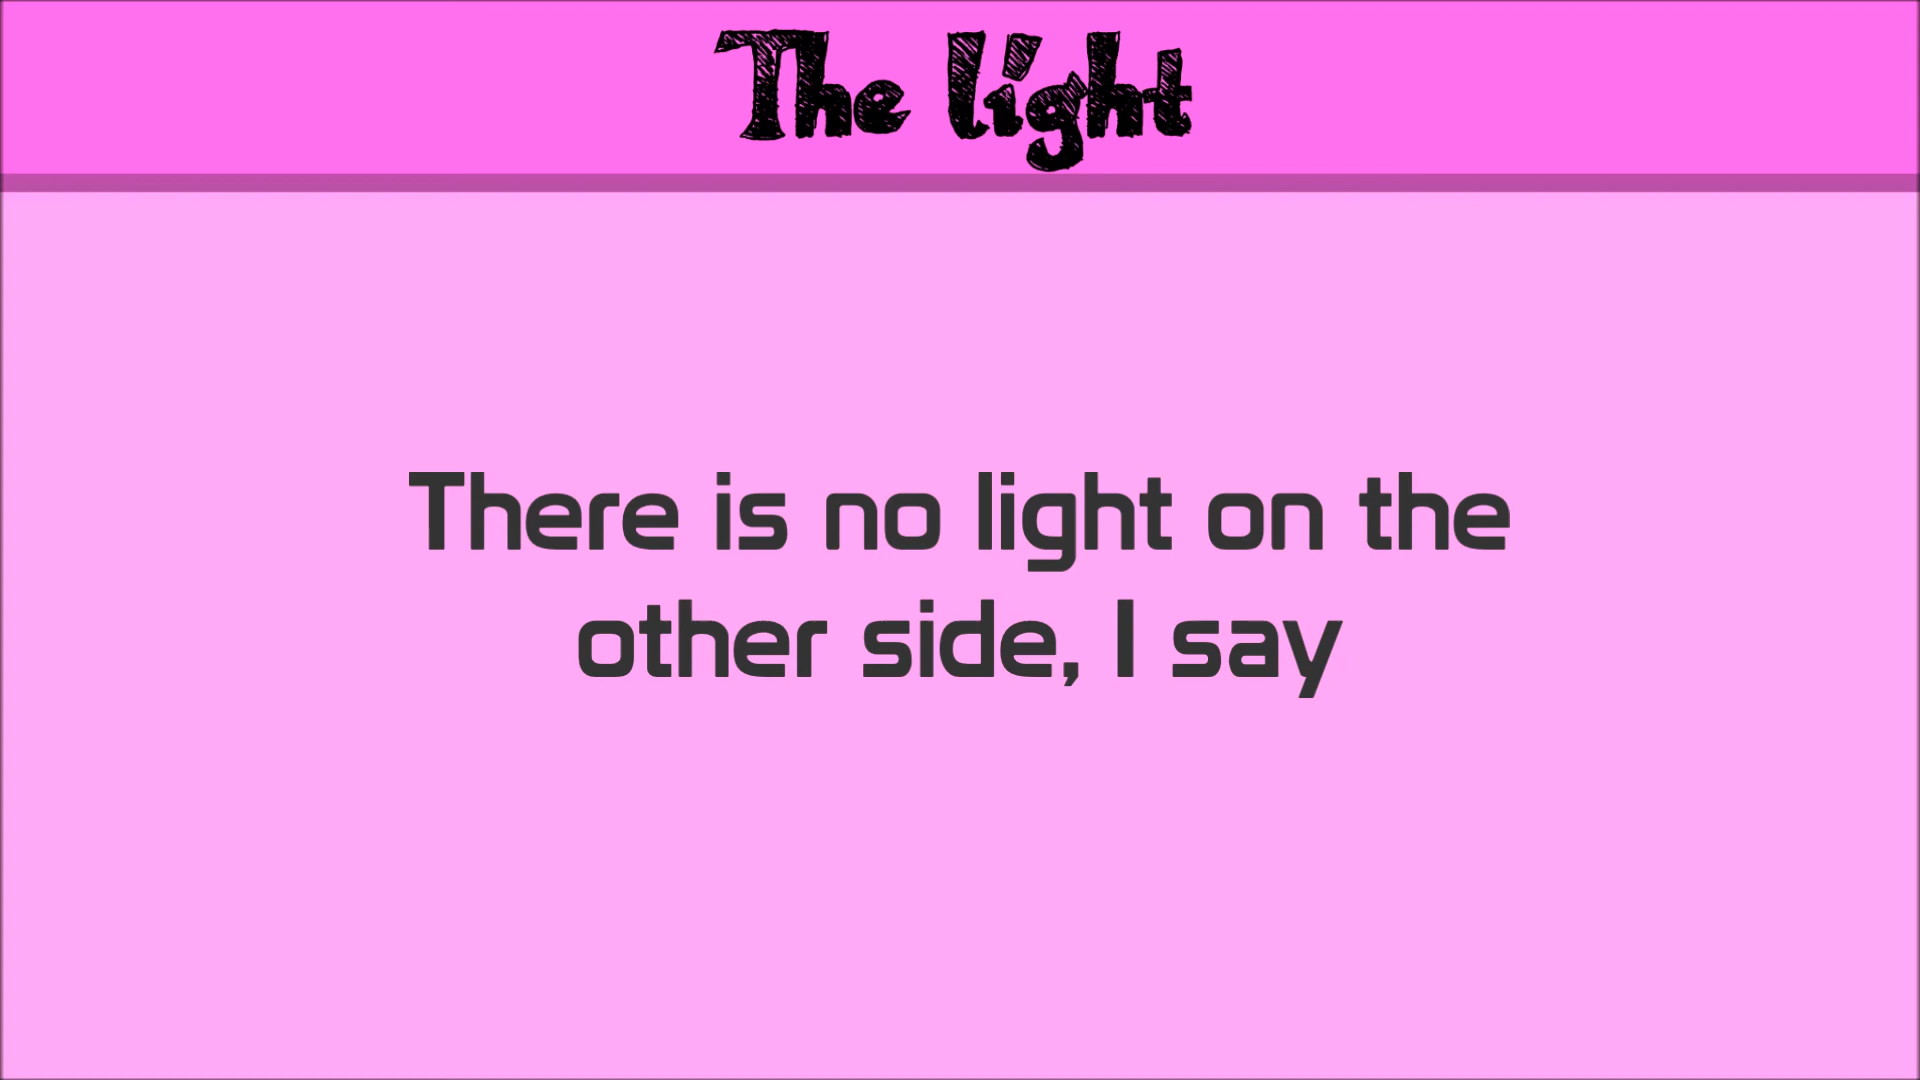 The light
There is no light on the
other side, I say